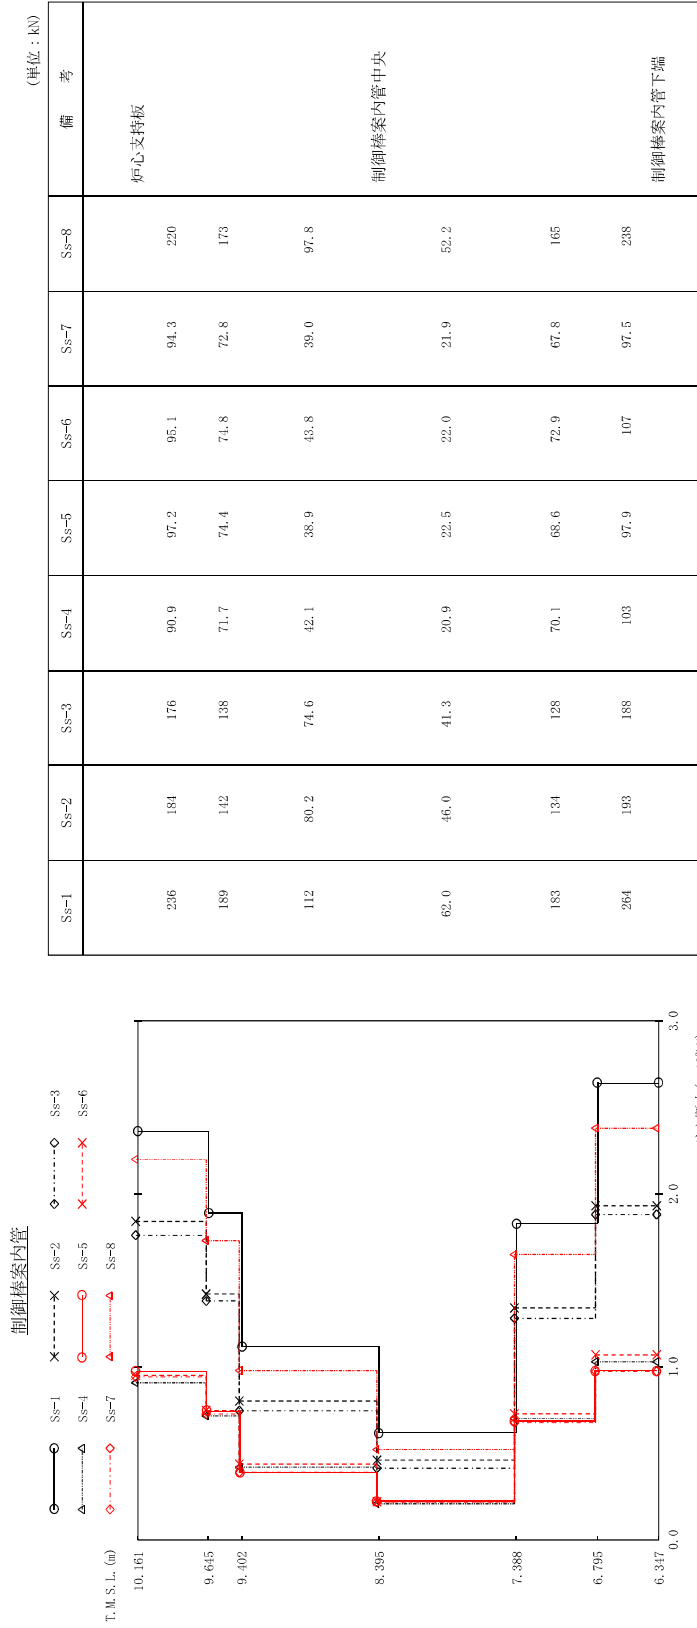 制御棒案内管
Ss-1 Ss-2 Ss-3
Ss-4 Ss-5 Ss-6
Ss-7 Ss-8
T.M.S.L.(m)
10.161
9.645
9.402
8.395
7.388
6.795
6.347
0.0 1.0 2.0 3.0
(単位：kN)
Ss-1 Ss-2 Ss-3 Ss-4 Ss-5 Ss-6 Ss-7 Ss-8 備 考
炉心支持板
236 184 176 90.9 97.2 95.1 94.3 220
189 142 138 71.7 74.4 74.8 72.8 173
112 80.2 74.6 42.1 38.9 43.8 39.0 97.8
制御棒案内管中央
62.0 46.0 41.3 20.9 22.5 22.0 21.9 52.2
183 134 128 70.1 68.6 72.9 67.8 165
264 193 188 103 97.9 107 97.5 238
制御棒案内管下端